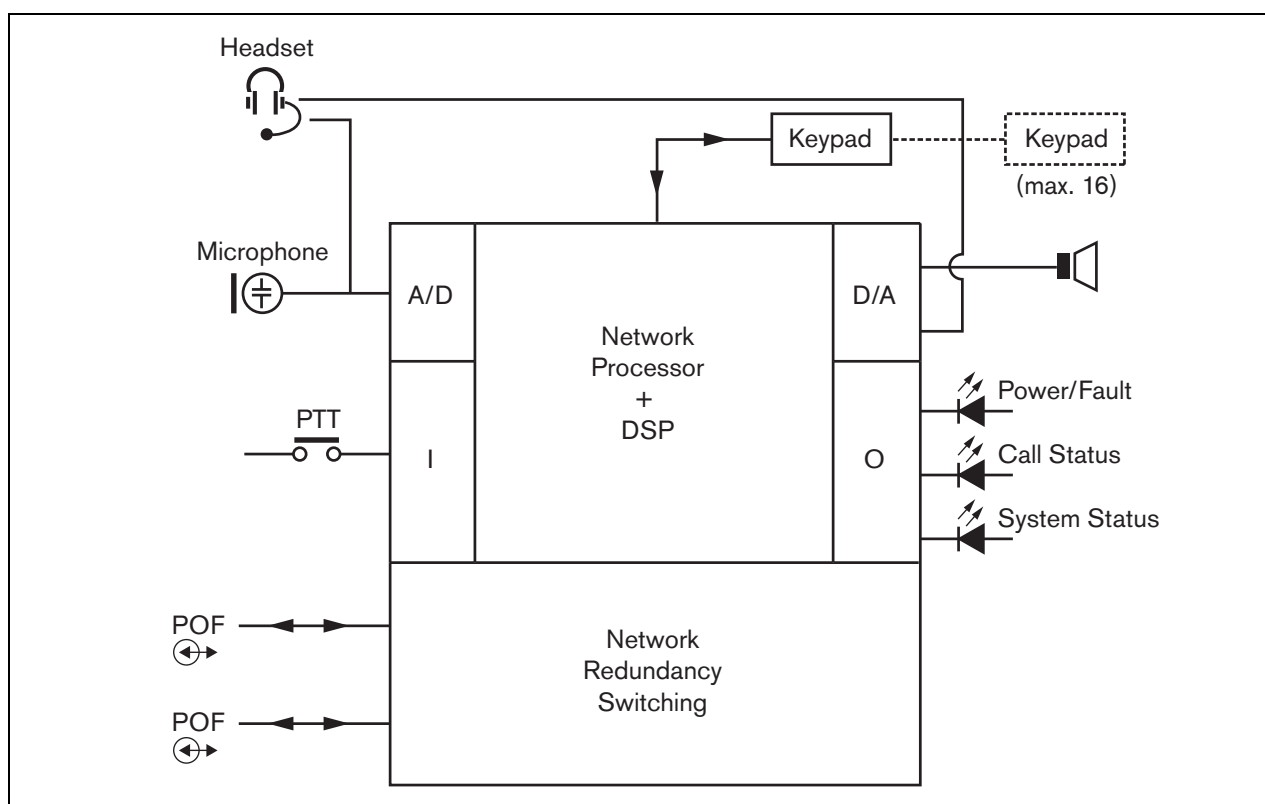 Headset
Keypad
Keypad
(max. 16)
Microphone
A/D
D/A
Network
Processor
+
DSP
Power/Fault
PTT
I
O
Call Status
System Status
POF
Network
Redundancy
Switching
POF